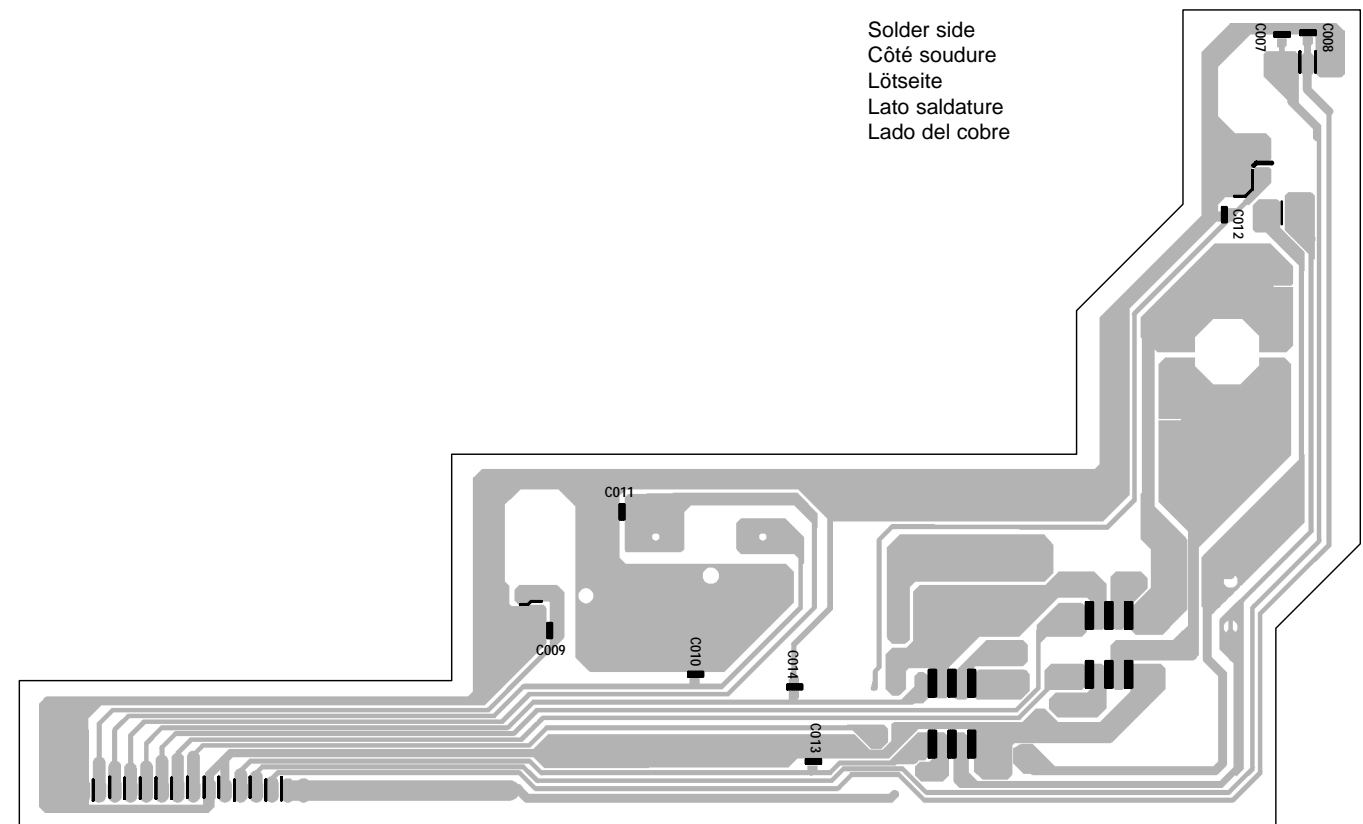 Solder side
Côté soudure
Lötseite
Lato saldature
Lado del cobre
C007
C008
C012
C011
C009
C010
C014
C013